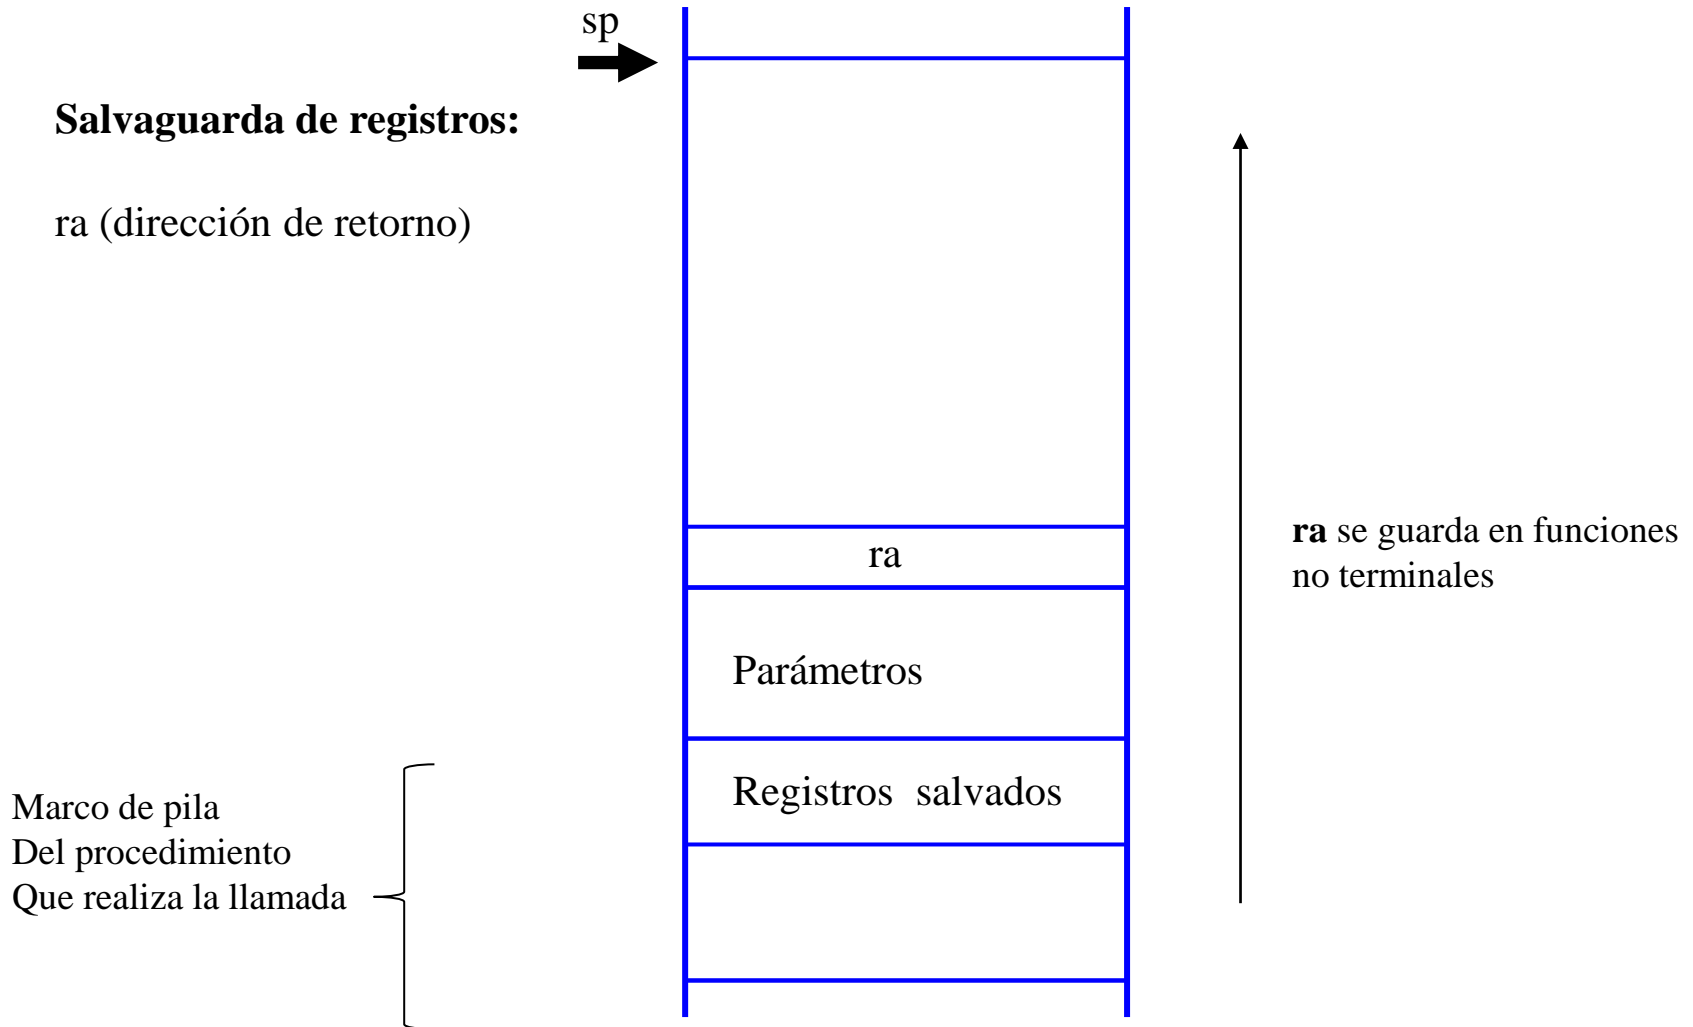 sp
Salvaguarda de registros:
ra (dirección de retorno)
ra se guarda en funciones
no terminales
ra
Parámetros
Registros salvados
Marco de pila
Del procedimiento
Que realiza la llamada